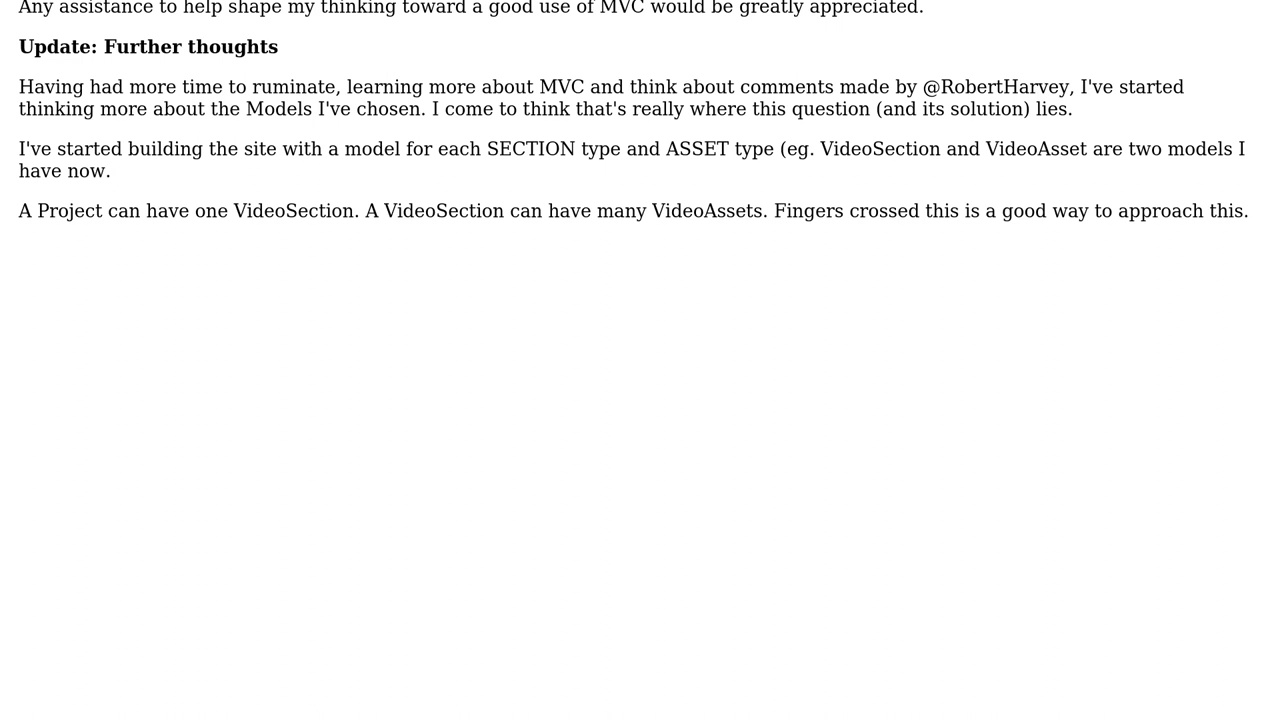 Any assistance to help shape my thinking toward a good use of MVC would be greatly appreciated.
Update: Further thoughts
Having had more time to ruminate, learning more about MVC and think about comments made by @RobertHarvey, I've started
thinking more about the Models I've chosen. I come to think that's really where this question (and its solution) lies.
I've started building the site with a model for each SECTION type and ASSET type (eg. VideoSection and VideoAsset are two models I
have now.
A Project can have one VideoSection. A VideoSection can have many VideoAssets. Fingers crossed this is a good way to approach this.